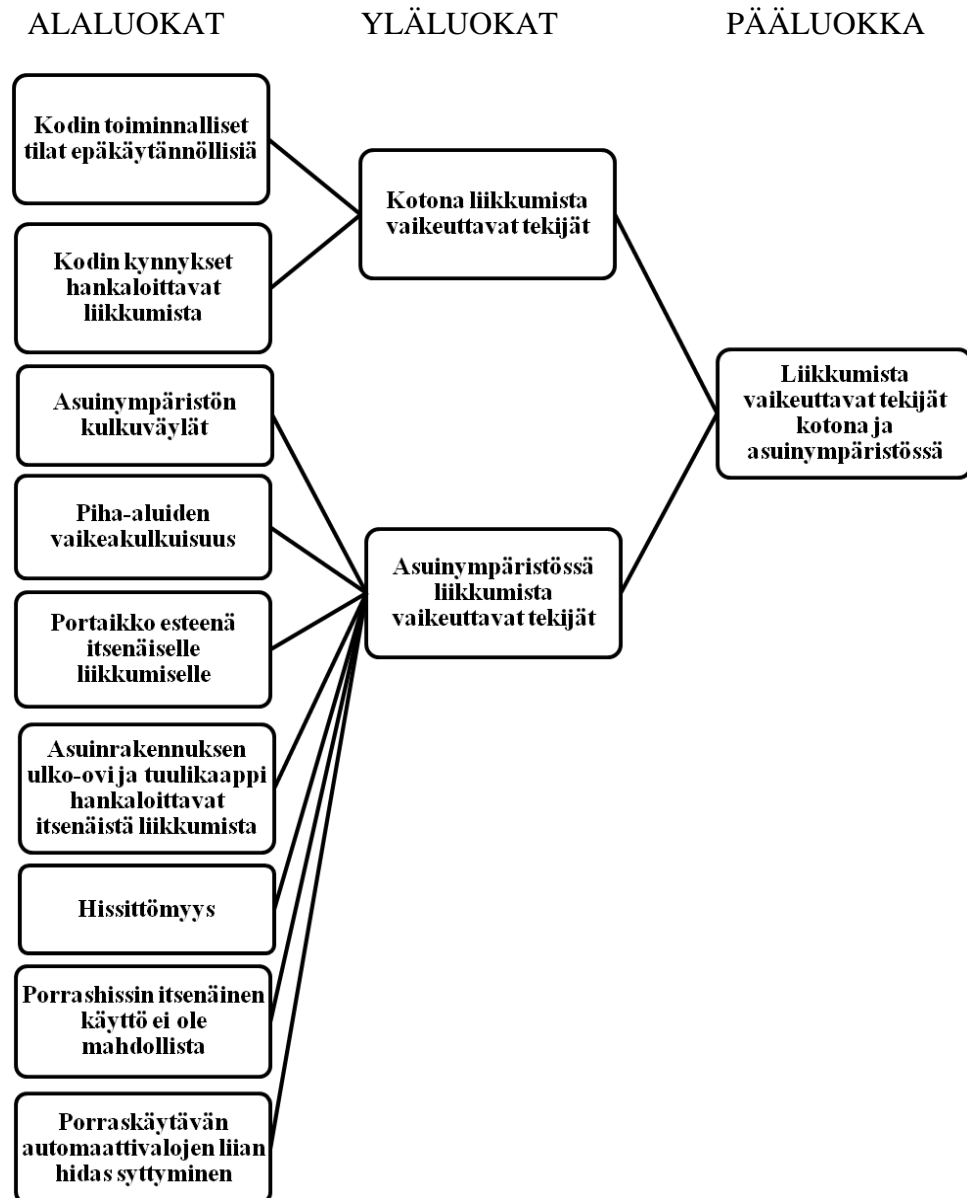 ALALUOKAT YLÄLUOKAT PÄÄLUOKKA
Kodin toiminnalliset
tilat epäkäytännöllisiä
Kodin kynnykset
hankaloittavat
liikkumista
Asuinympäristön
kulkuväylät
Piha-aluiden
vaikeakulkuisuus
Portaikko esteenä
itsenäiselle
liikkumiselle
Asuinrakennuksen
ulko-ovi ja tuulikaappi
hankaloittavat
itsenäistä liikkumista
Hissittömyys
Porrashissin itsenäinen
käyttö ei ole
mahdollista
Porraskäytävän
automaattivalojen liian
hidas syttyminen
Kotona liikkumista
vaikeuttavat tekijät
Asuinympäristössä
liikkumista
vaikeuttavat tekijät
Liikkumista
vaikeuttavat tekijät
kotona ja
asuinympäristössä